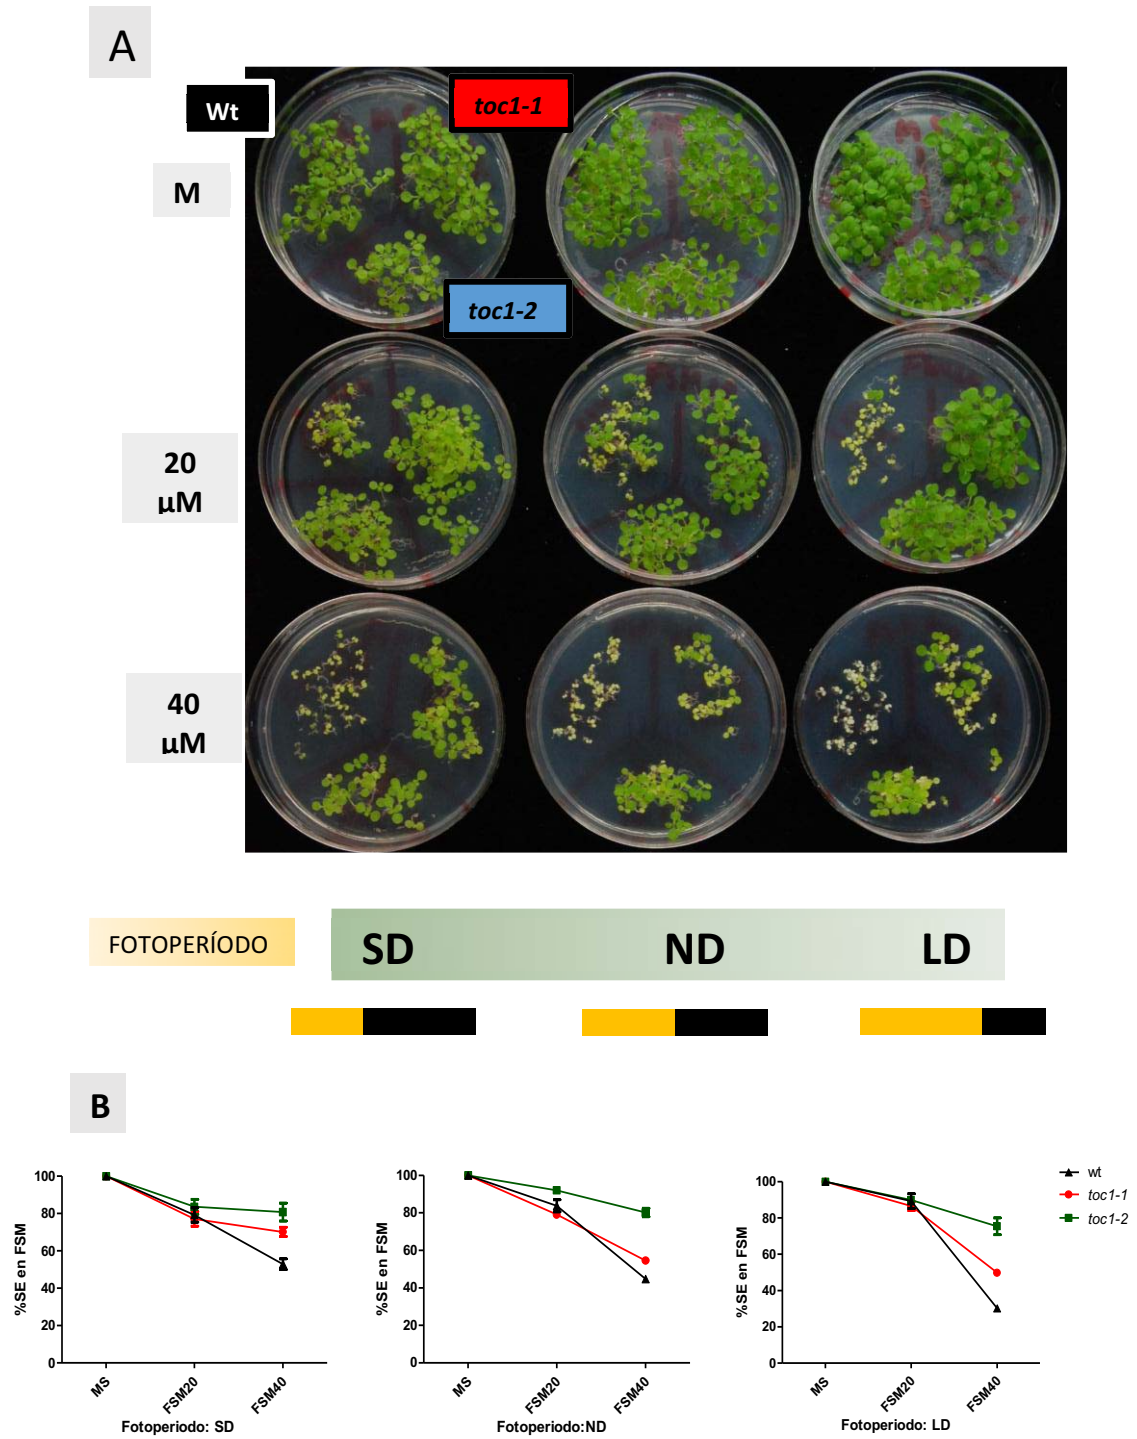 A
Wt
toc1-1
M
toc1-2
20
µM
40
µM
FOTOPERÍODO
SD
ND
LD
B
%SE en FSM
100
80
60
40
20
0
MS
FSM20
FSM40
Fotoperiodo: SD
%SE en FSM
100
80
60
40
20
0
MS
FSM20
FSM40
Fotoperiodo:ND
%SE en FSM
100
80
60
40
20
0
MS
FSM20
FSM40
Fotoperiodo: LD
wt
toc1-1
toc1-2